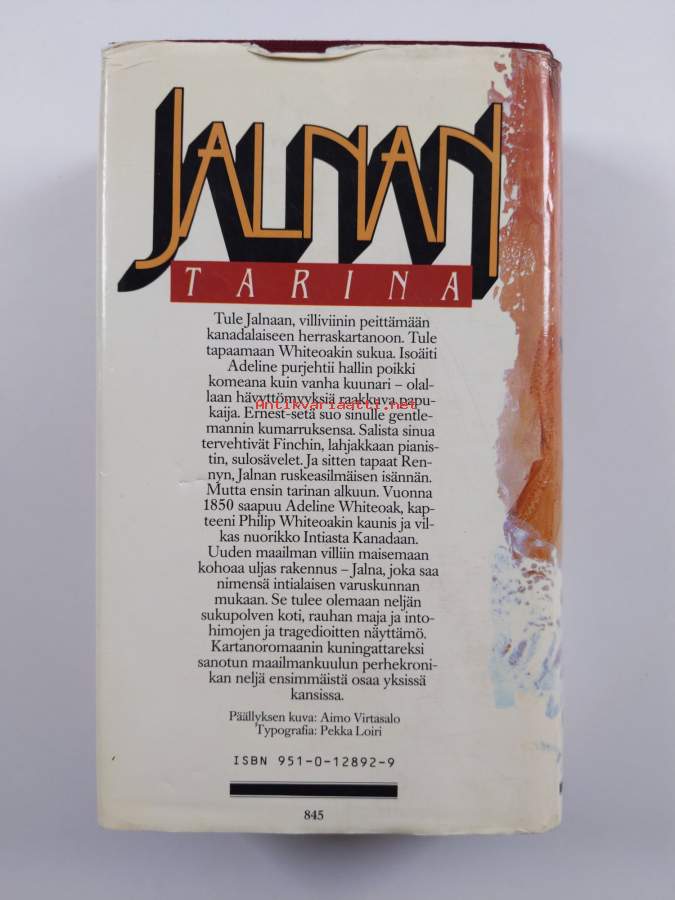 JALNAN
TARINA
Tule Jalnaan, villiviinin peittämään
kanadalaiseen herraskartanoon. Tule
tapaamaan Whiteoakin sukua. Isoäiti
Adeline purjehtii hallin poikki
komeana kuin vanha kuunari – olal-
laan hävyttömyyksiä raakkuva papu-
Antikvariaatti.net
kaija. Ernest-setä suo sinulle gentle-
mannin kumarruksensa. Salista sinua
tervehtivät Finchin, lahjakkaan pianis-
tin, sulosävelet. Ja sitten tapaat Ren-
nyn, Jalnan ruskeasilmäisen isännän.
Mutta ensin tarinan alkuun. Vuonna
1850 saapuu Adeline Whiteoak, kap-
teeni Philip Whiteoakin kaunis ja vil-
kas nuorikko Intiasta Kanadaan.
Uuden maailman villiin maisemaan
kohoaa uljas rakennus – Jalna, joka saa
nimensä intialaisen varuskunnan
mukaan. Se tulee olemaan neljän
sukupolven koti, rauhan maja ja into-
himojen ja tragedioitten näyttämö.
Kartanoromaanin kuningattareksi
sanotun maailmankuulun perhekroni-
kan neljä ensimmäistä osaa yksissä
kansissa.
Päällyksen kuva: Aimo Virtasalo
Typografia: Pekka Loiri
ISBN 951-0-12892-9
845